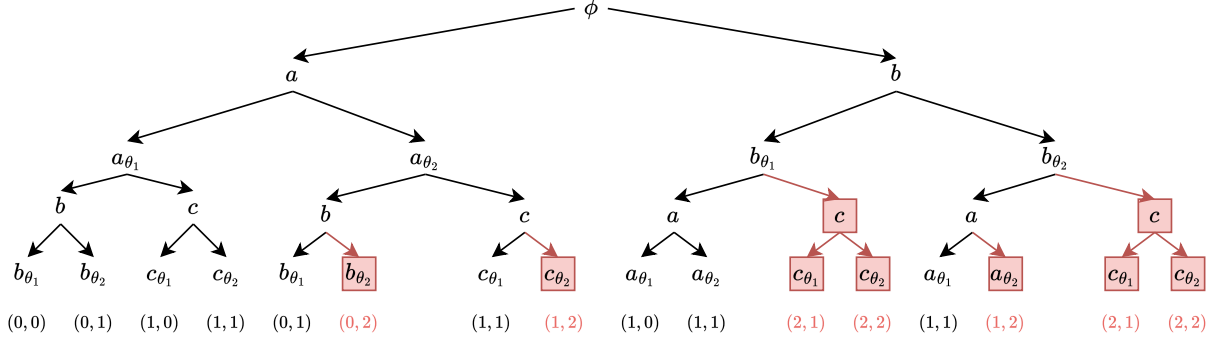 ϕ
a b
a_θ₁ a_θ₂ b_θ₁ b_θ₂
b c b c a c a c
b_θ₁ b_θ₂ c_θ₁ c_θ₂ b_θ₁ b_θ₂ c_θ₁ c_θ₂ a_θ₁ a_θ₂ c_θ₁ c_θ₂ a_θ₁ a_θ₂ c_θ₁ c_θ₂
(0, 0) (0, 1) (1, 0) (1, 1) (0, 1) (0, 2) (1, 1) (1, 2) (1, 0) (1, 1) (2, 1) (2, 2) (1, 1) (1, 2) (2, 1) (2, 2)